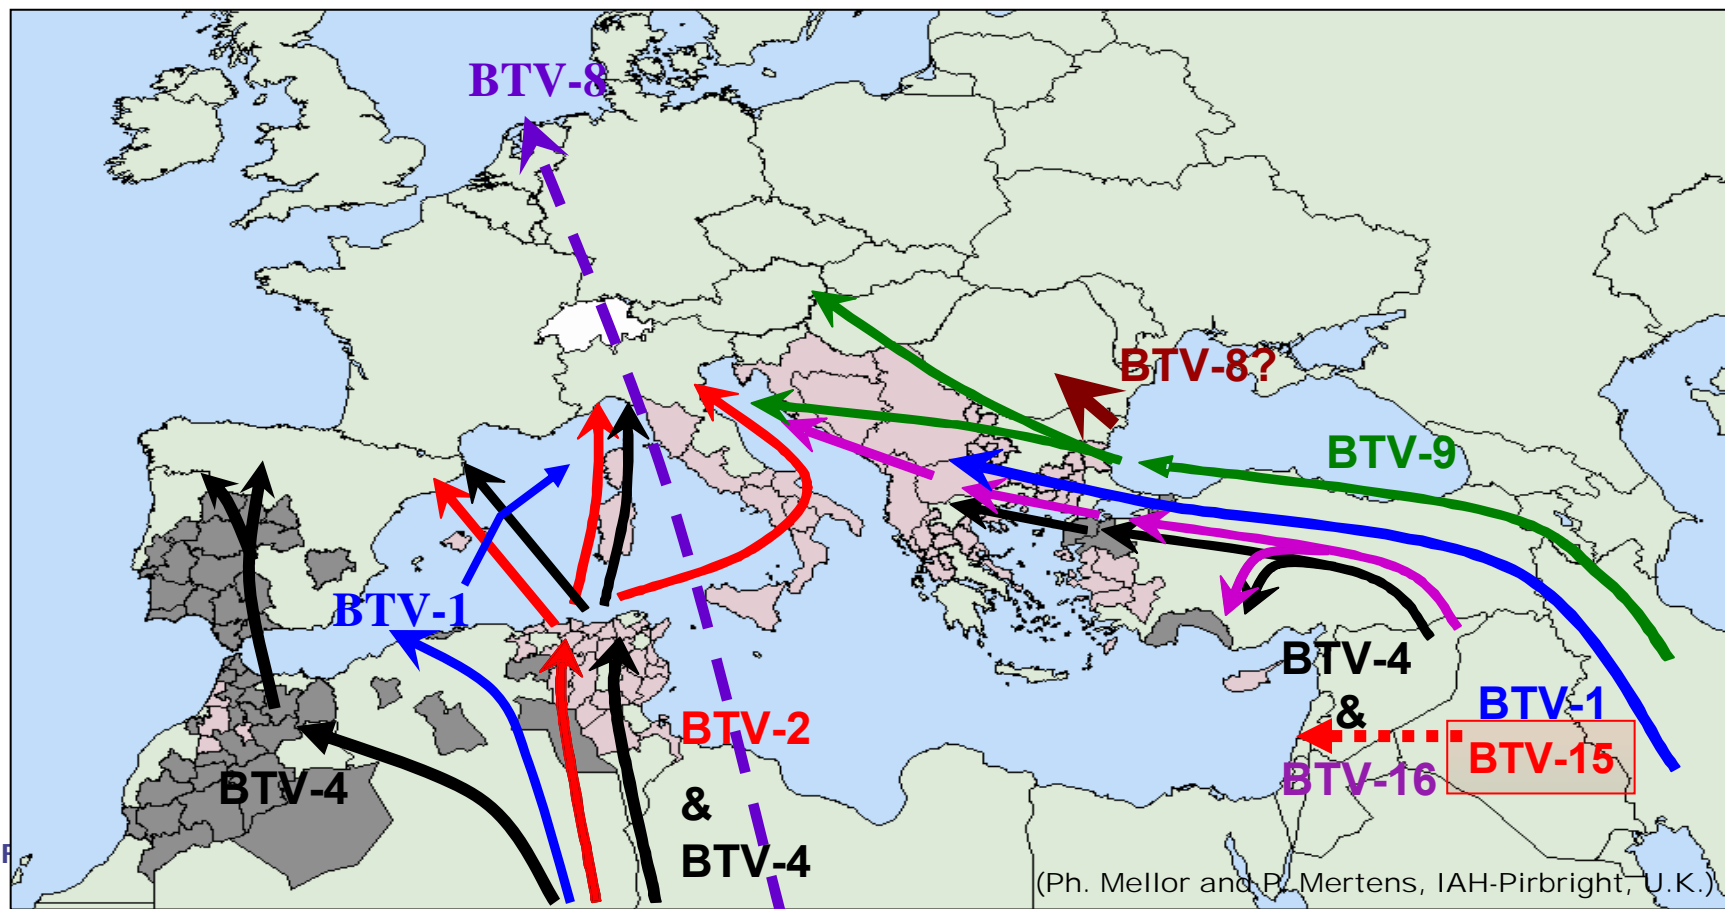 BTV-8
BTV-8?
BTV-9
BTV-1
BTV-4
&
BTV-16
BTV-1
BTV-15
BTV-2
&
BTV-4
BTV-4
F
(Ph. Mellor and P. Mertens, IAH-Pirbright, U.K.)